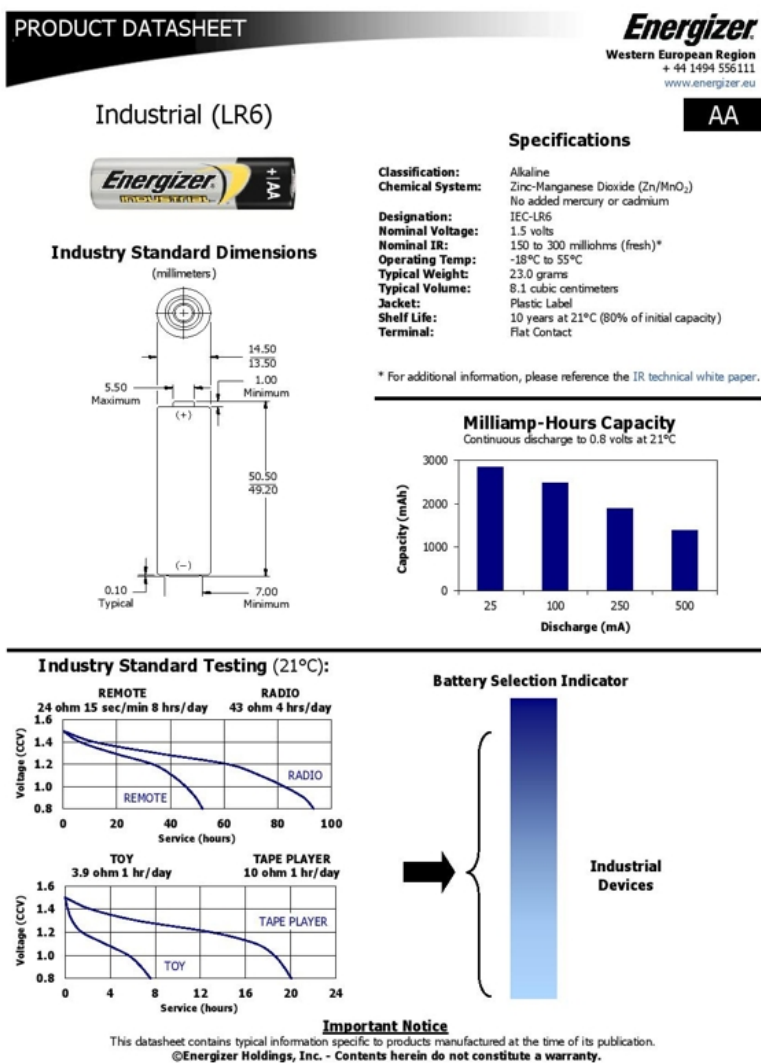 PRODUCT DATASHEET
Energizer
Western European Region
+ 44 1494 556111
www.energizer.eu
AA
Industrial (LR6)
Energizer
INDUSTRIAL
+ AA
Industry Standard Dimensions
(millimeters)
14.50
13.50
5.50
Maximum
1.00
Minimum
(+)
50.50
49.20
(−)
0.10
Typical
7.00
Minimum
Specifications
Classification: Alkaline
Chemical System: Zinc-Manganese Dioxide (Zn/MnO₂)
No added mercury or cadmium
Designation: IEC-LR6
Nominal Voltage: 1.5 volts
Nominal IR: 150 to 300 milliohms (fresh)*
Operating Temp: -18°C to 55°C
Typical Weight: 23.0 grams
Typical Volume: 8.1 cubic centimeters
Jacket: Plastic Label
Shelf Life: 10 years at 21°C (80% of initial capacity)
Terminal: Flat Contact
* For additional information, please reference the IR technical white paper.
Milliamp-Hours Capacity
Continuous discharge to 0.8 volts at 21°C
Capacity (mAh)
3000
2000
1000
0
25 100 250 500
Discharge (mA)
Industry Standard Testing (21°C):
REMOTE RADIO
24 ohm 15 sec/min 8 hrs/day 43 ohm 4 hrs/day
Voltage (CCV)
1.6
1.4
1.2
1.0
0.8
RADIO
REMOTE
0 20 40 60 80 100
Service (hours)
TOY TAPE PLAYER
3.9 ohm 1 hr/day 10 ohm 1 hr/day
Voltage (CCV)
1.6
1.4
1.2
1.0
0.8
TAPE PLAYER
TOY
0 4 8 12 16 20 24
Service (hours)
Battery Selection Indicator
Industrial
Devices
Important Notice
This datasheet contains typical information specific to products manufactured at the time of its publication.
©Energizer Holdings, Inc. - Contents herein do not constitute a warranty.